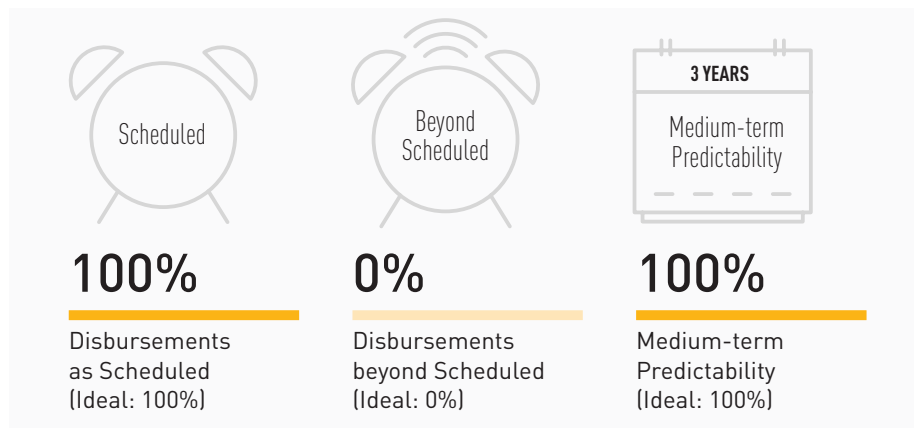 Scheduled
Beyond
Scheduled
3 YEARS
Medium-term
Predictability
100%
Disbursements
as Scheduled
(Ideal: 100%)
0%
Disbursements
beyond Scheduled
(Ideal: 0%)
100%
Medium-term
Predictability
(Ideal: 100%)